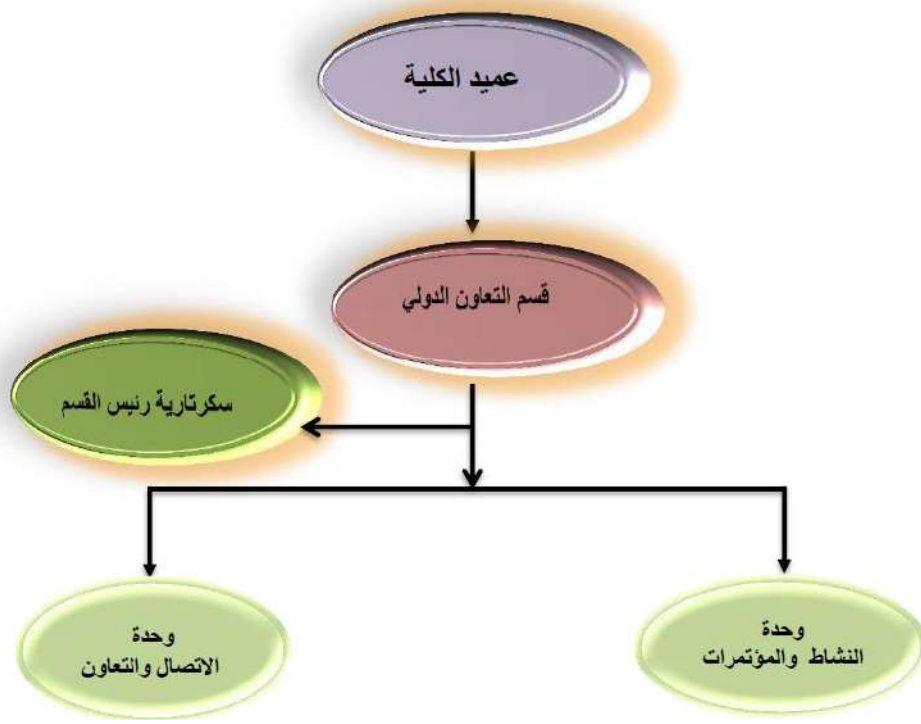 عميد الكلية
قسم التعاون الدولي
سكرتارية رئيس القسم
وحدة
النشاط والمؤتمرات
وحدة
الاتصال والتعاون